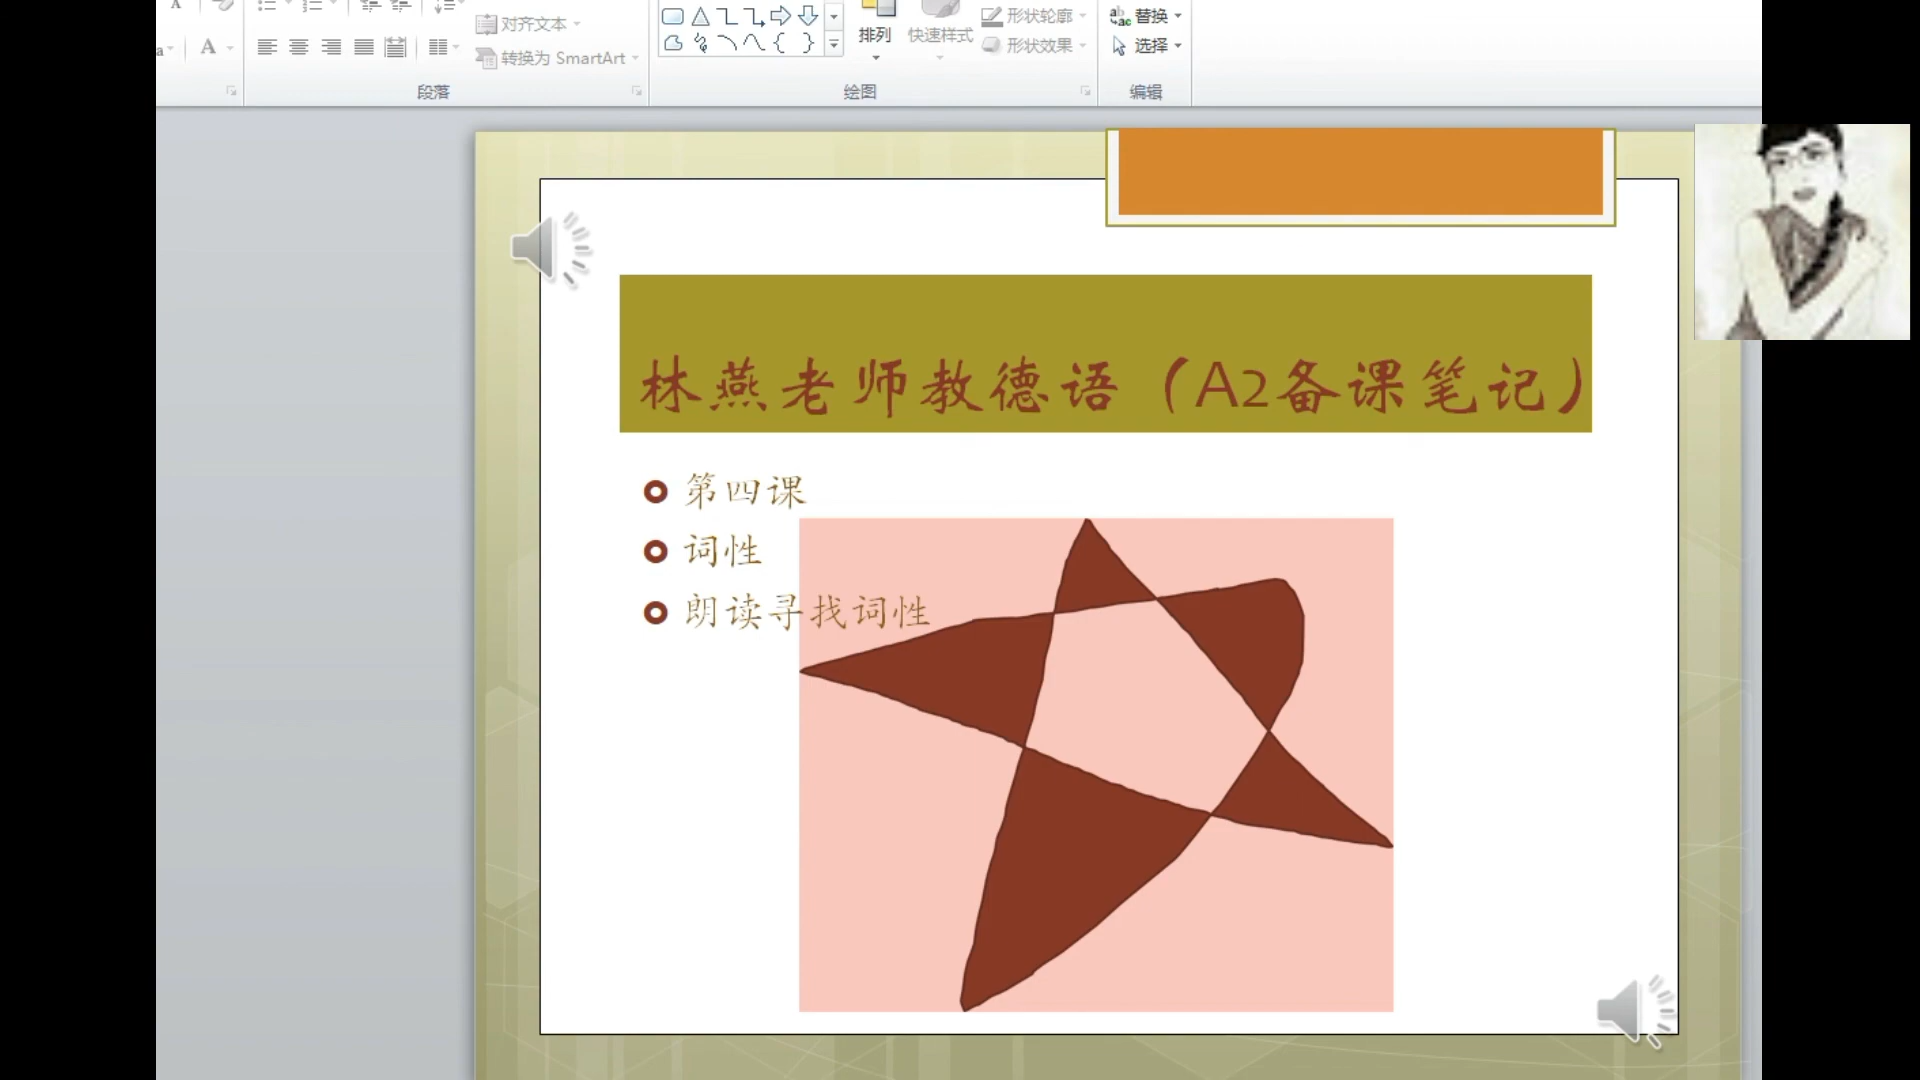 对齐文本
转换为 SmartArt
段落
排列
快速样式
形状轮廓
形状效果
绘图
替换
选择
编辑
林燕老师教德语（A2备课笔记）
第四课
词性
朗读寻找词性